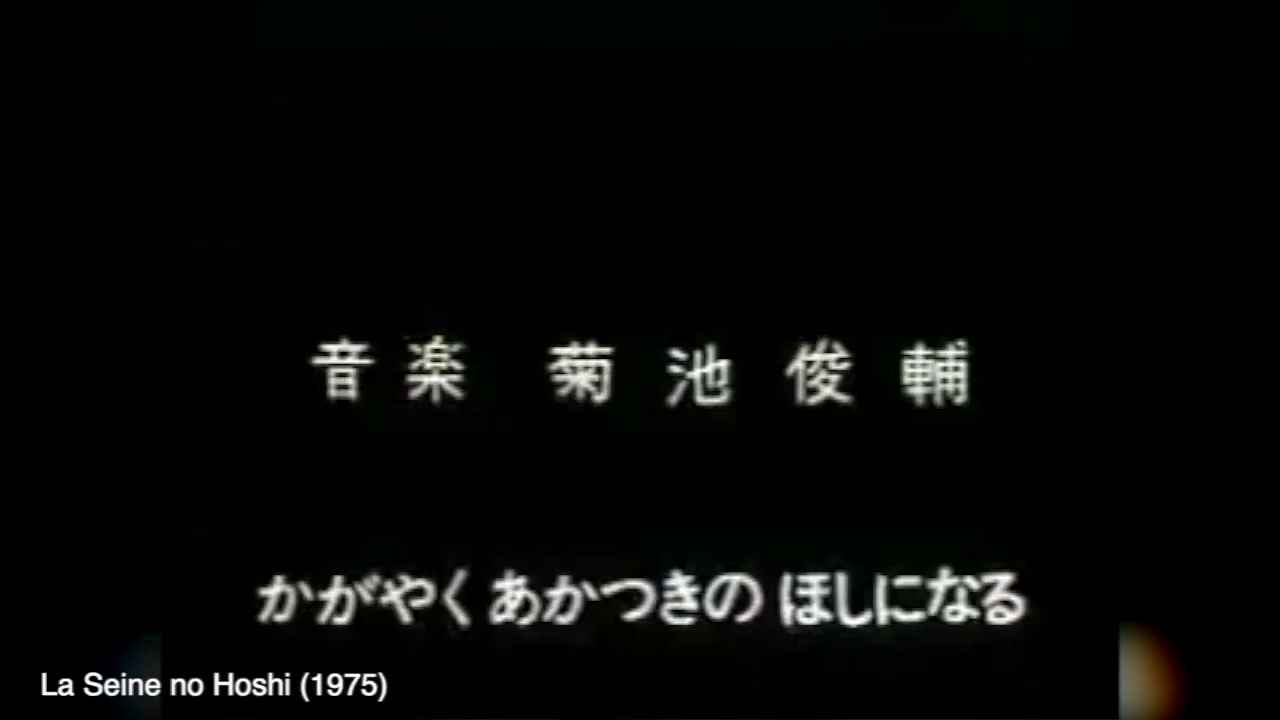 音楽 菊池俊輔
かがやく あかつきの ほしになる
La Seine no Hoshi (1975)